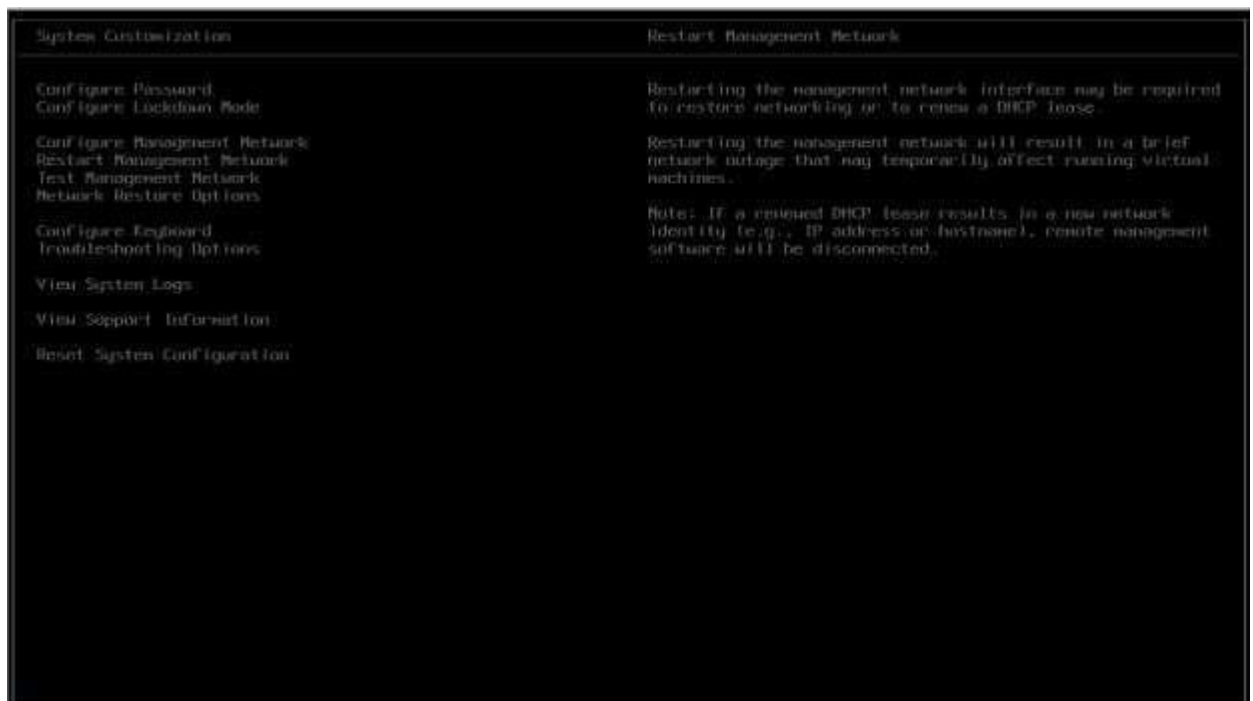 System Customization
Restart Management Network
Configure Password
Configure Lockdown Mode
Configure Management Network
Restart Management Network
Test Management Network
Network Restore Options
Configure Keyboard
Troubleshooting Options
View System Logs
View Support Information
Reset System Configuration
Restarting the management network interface may be required
to restore networking or to renew a DHCP lease.
Restarting the management network will result in a brief
network outage that may temporarily affect running virtual
machines.
Note: If a renewed DHCP lease results in a new network
identity (e.g., IP address or hostname), remote management
software will be disconnected.